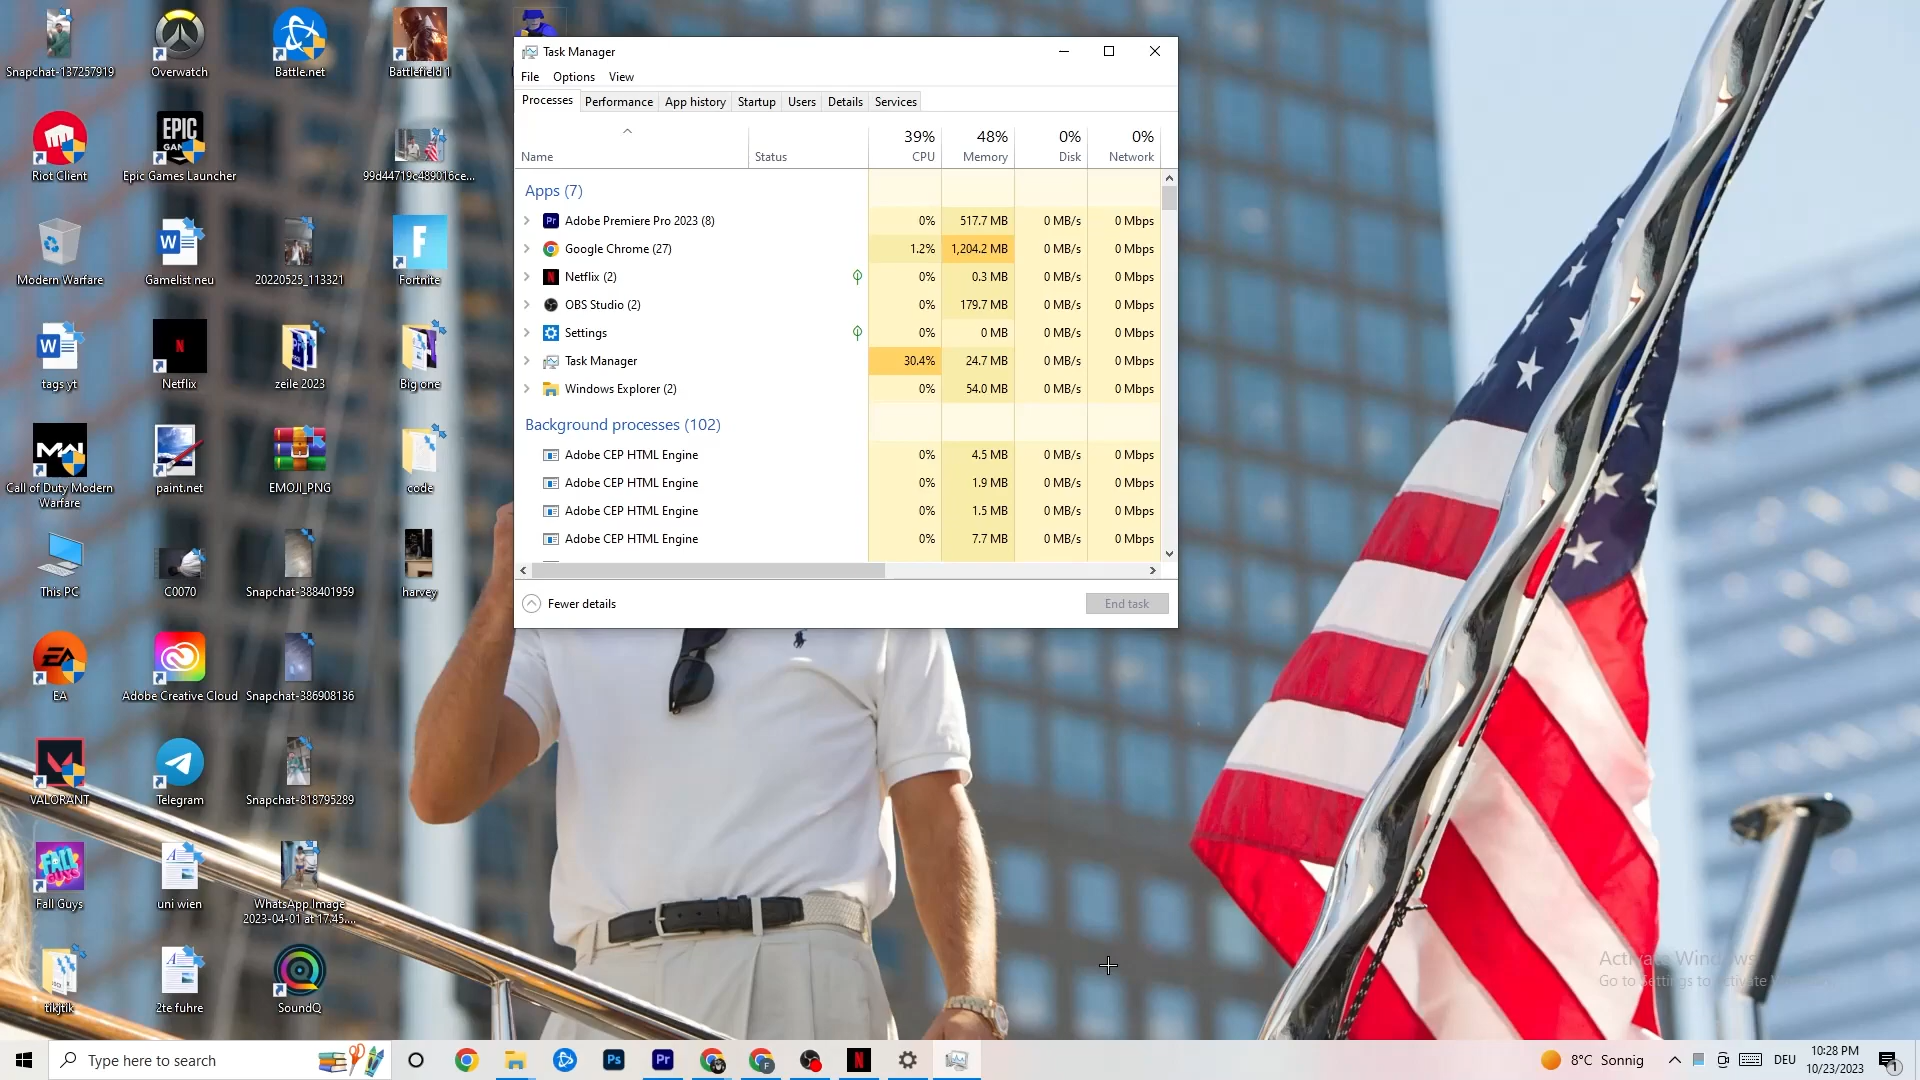 Task Manager
File Options View
Processes Performance App history Startup Users Details Services
39% 48% 0% 0%
Name Status CPU Memory Disk Network
Apps (7)
Adobe Premiere Pro 2023 (8) 0% 517.7 MB 0 MB/s 0 Mbps
Google Chrome (27) 1.2% 1,204.2 MB 0 MB/s 0 Mbps
Netflix (2) 0% 0.3 MB 0 MB/s 0 Mbps
OBS Studio (2) 0% 179.7 MB 0 MB/s 0 Mbps
Settings 0% 0 MB 0 MB/s 0 Mbps
Task Manager 30.4% 24.7 MB 0 MB/s 0 Mbps
Windows Explorer (2) 0% 54.0 MB 0 MB/s 0 Mbps
Background processes (102)
Adobe CEP HTML Engine 0% 4.5 MB 0 MB/s 0 Mbps
Adobe CEP HTML Engine 0% 1.9 MB 0 MB/s 0 Mbps
Adobe CEP HTML Engine 0% 1.5 MB 0 MB/s 0 Mbps
Adobe CEP HTML Engine 0% 7.7 MB 0 MB/s 0 Mbps
Fewer details End task
Snapchat-137257919 Overwatch Battle.net Battlefield 1
EPIC
GAMES
Riot Client Epic Games Launcher 99d44719c489016ce...
Modern Warfare Gamelist neu 20220525_113321 Fortnite
tags yt Netflix zeile 2023 Big one
Call of Duty Modern
Warfare
paint.net EMOJI_PNG code
This PC C0070 Snapchat-388401959 harvey
EA Adobe Creative Cloud Snapchat-386908136
VALORANT Telegram Snapchat-818795289
FALL
GUYS
Fall Guys uni wien WhatsApp Image
2023-04-01 at 17.45....
tikjtik 2te fuhre SoundQ
Activate Windows
Go to Settings to activate
Type here to search
8°C Sonnig DEU 10:28 PM
10/23/2023